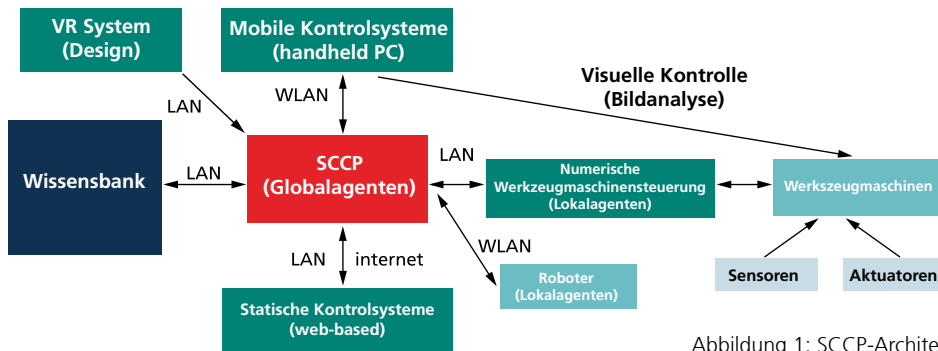 VR System
(Design)
Mobile Kontrolsysteme
(handheld PC)
Visuelle Kontrolle
(Bildanalyse)
LAN
WLAN
Wissensbank
LAN
SCCP
(Globalagenten)
LAN
Numerische
Werkzeugmaschinensteuerung
(Lokalagenten)
Werkszeugmaschinen
LAN
internet
WLAN
Roboter
(Lokalagenten)
Sensoren
Aktuatoren
Statische Kontrolsysteme
(web-based)
Abbildung 1: SCCP-Archite